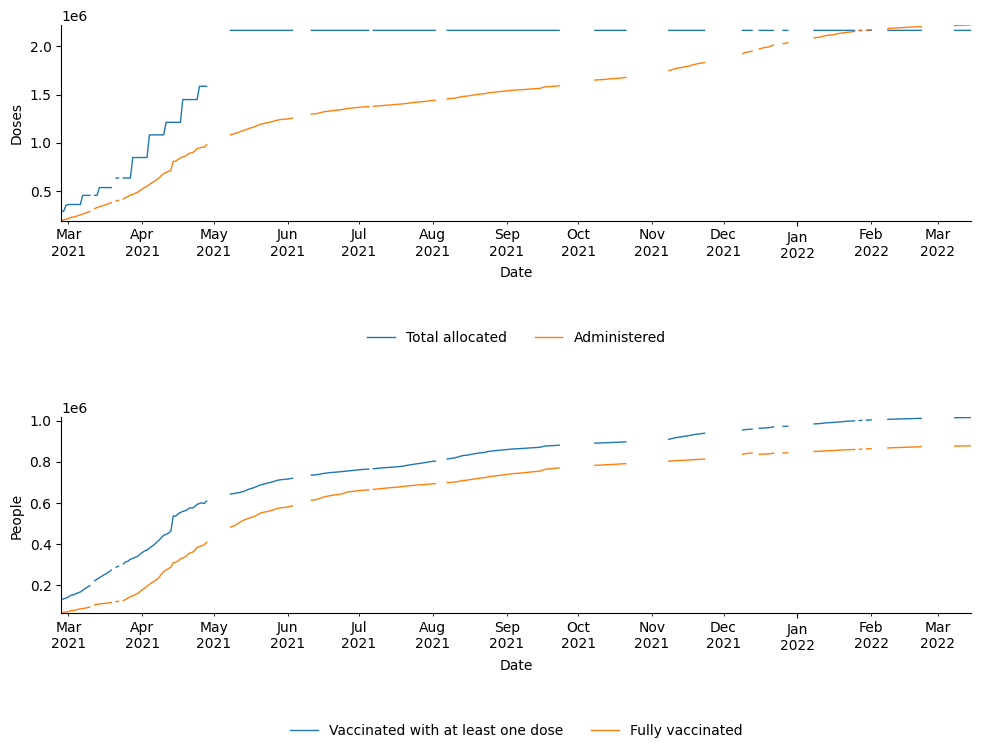 1e6
2.0
1.5
1.0
0.5
Doses
Mar Apr May Jun Jul Aug Sep Oct Nov Dec Jan Feb Mar
2021 2021 2021 2021 2021 2021 2021 2021 2021 2021 2022 2022 2022
Date
Total allocated Administered
1e6
1.0
0.8
0.6
0.4
0.2
People
Mar Apr May Jun Jul Aug Sep Oct Nov Dec Jan Feb Mar
2021 2021 2021 2021 2021 2021 2021 2021 2021 2021 2022 2022 2022
Date
Vaccinated with at least one dose Fully vaccinated